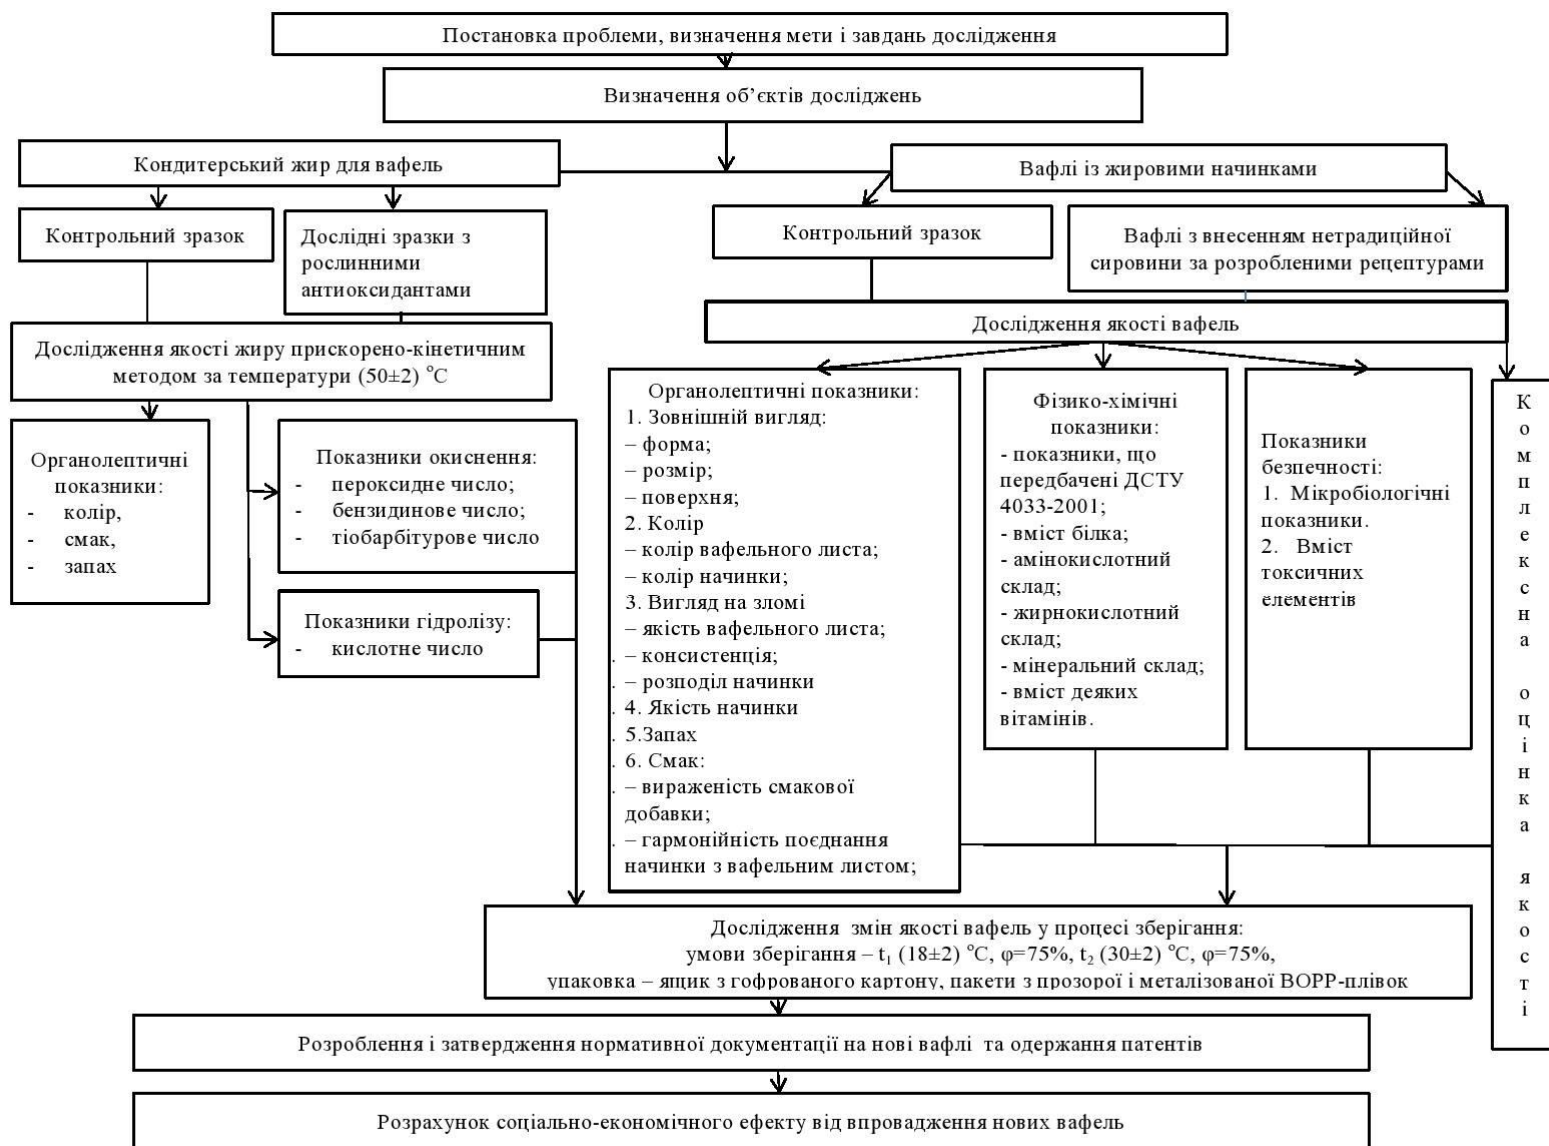 Постановка проблеми, визначення мети і завдань дослідження
Визначення об’єктів досліджень
Кондитерський жир для вафель
Вафлі із жировими начинками
Контрольний зразок
Дослідні зразки з
рослинними
антиоксидантами
Контрольний зразок
Вафлі з внесенням нетрадиційної
сировини за розробленими рецептурами
Дослідження якості жиру прискорено-кінетичним
методом за температури (50±2) °С
Дослідження якості вафель
Органолептичні
показники:
- колір,
- смак,
- запах
Показники окиснення:
- пероксидне число;
- бензидинове число;
- тіобарбітурове число
Показники гідролізу:
- кислотне число
Органолептичні показники:
1. Зовнішній вигляд:
– форма;
– розмір;
– поверхня;
2. Колір
– колір вафельного листа;
– колір начинки;
3. Вигляд на зломі
– якість вафельного листа;
. – консистенція;
. – розподіл начинки
. 4. Якість начинки
. 5.Запах
. 6. Смак:
. – вираженість смакової
добавки;
. – гармонійність поєднання
начинки з вафельним листом;
Фізико-хімічні
показники:
- показники, що
передбачені ДСТУ
4033-2001;
- вміст білка;
- амінокислотний
склад;
- жирнокислотний
склад;
- мінеральний склад;
- вміст деяких
вітамінів.
Показники
безпечності:
1. Мікробіологічні
показники.
2. Вміст
токсичних
елементів
Комплексна оцінка якості
Дослідження змін якості вафель у процесі зберігання:
умови зберігання – t₁ (18±2) °С, φ=75%, t₂ (30±2) °С, φ=75%,
упаковка – ящик з гофрованого картону, пакети з прозорої і металізованої ВОРР-плівок
Розроблення і затвердження нормативної документації на нові вафлі та одержання патентів
Розрахунок соціально-економічного ефекту від впровадження нових вафель